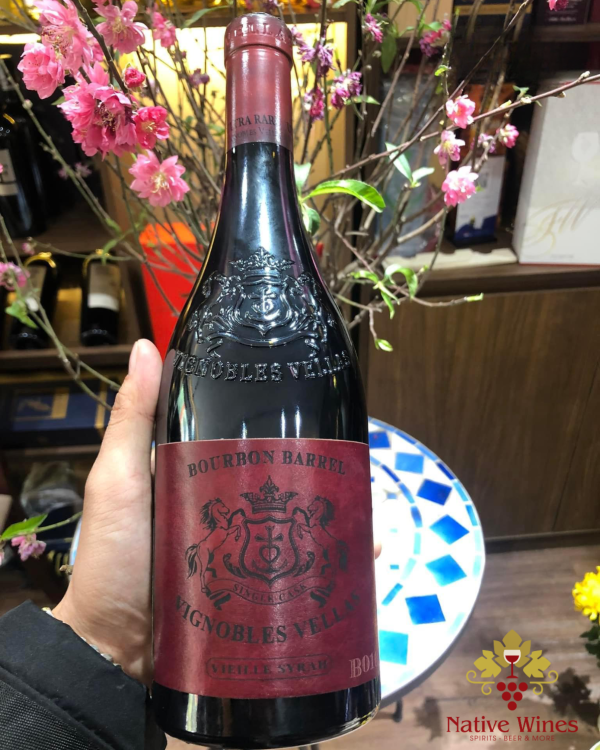 VIGNOBLES VELLAS
BOURBON BARREL
SINGLE CASK
VIGNOBLES VELLAS
VIEILLE SYRAH
Native Wines
SPIRITS - BEER & MORE